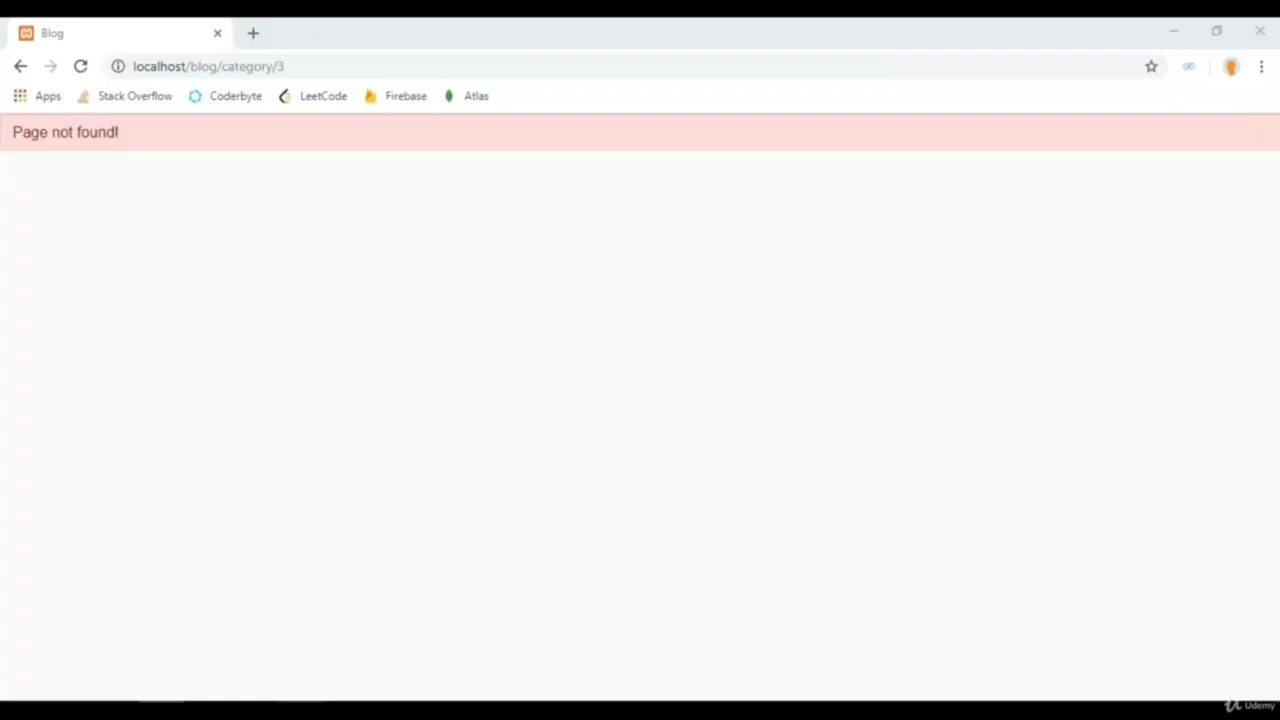 Blog
localhost/blog/category/3
Apps Stack Overflow Coderbyte LeetCode Firebase Atlas
Page not found!
Udemy